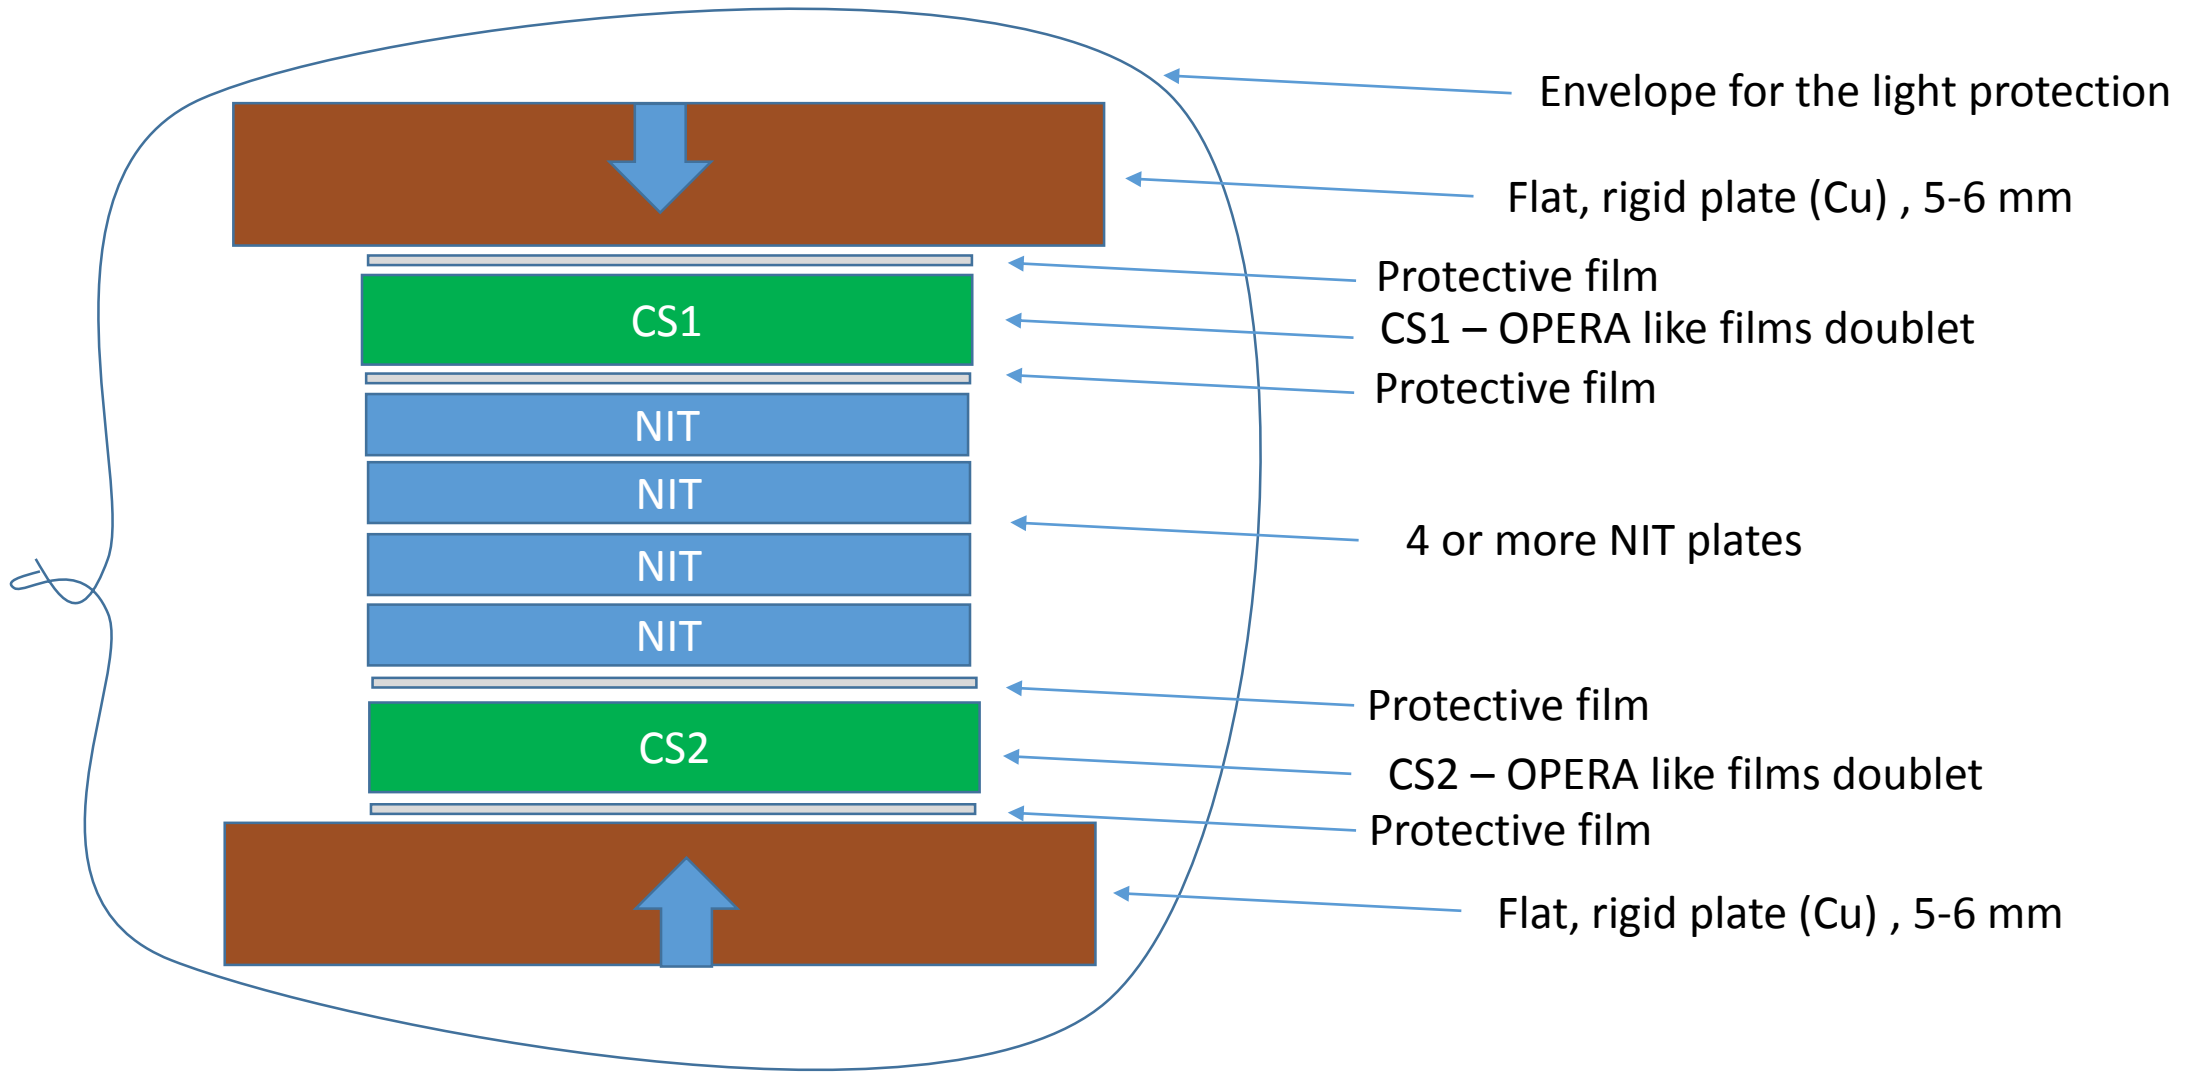 Envelope for the light protection
Flat, rigid plate (Cu) , 5-6 mm
Protective film
CS1
CS1 – OPERA like films doublet
Protective film
NIT
NIT
4 or more NIT plates
NIT
NIT
Protective film
CS2
CS2 – OPERA like films doublet
Protective film
Flat, rigid plate (Cu) , 5-6 mm